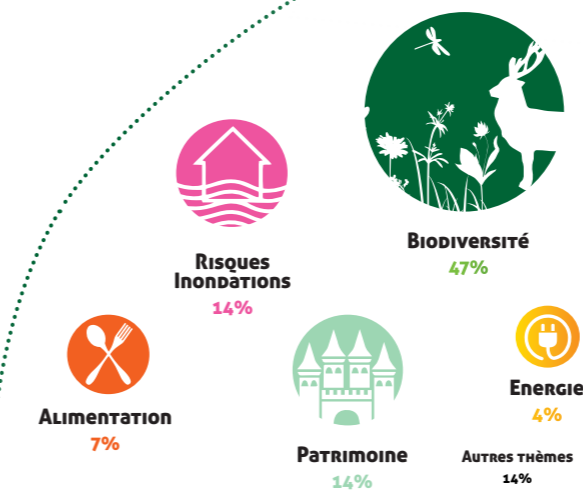 Biodiversité
47%
Risques
Inondations
14%
Energie
4%
Alimentation
7%
Patrimoine
14%
Autres thèmes
14%